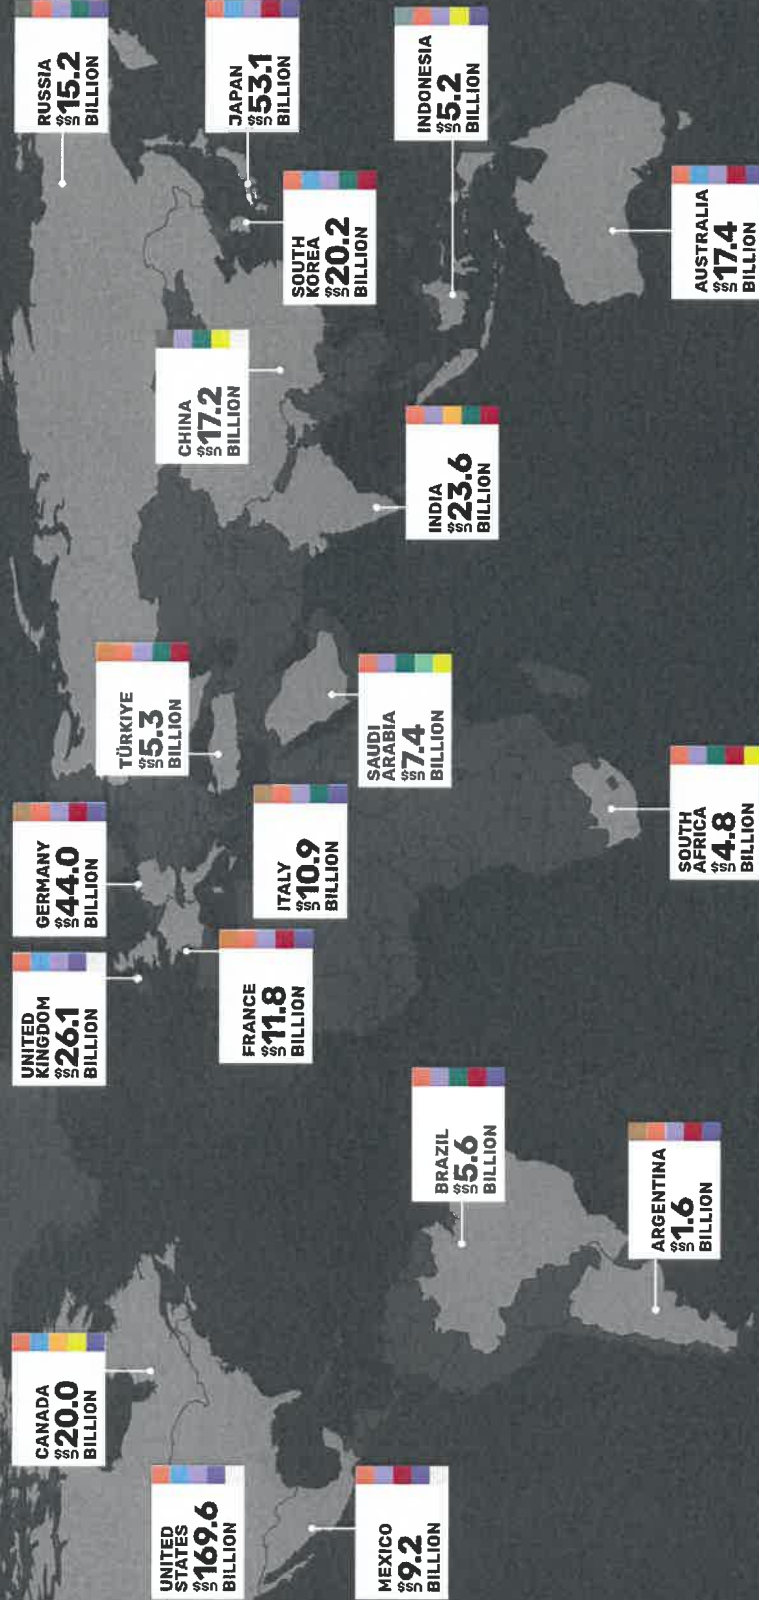 CANADA
US$20.0
BILLION
UNITED
KINGDOM
US$26.1
BILLION
GERMANY
US$44.0
BILLION
RUSSIA
US$15.2
BILLION
TÜRKIYE
US$5.3
BILLION
UNITED
STATES
US$169.6
BILLION
CHINA
US$17.2
BILLION
JAPAN
US$53.1
BILLION
FRANCE
US$11.8
BILLION
ITALY
US$10.9
BILLION
SOUTH
KOREA
US$20.2
BILLION
MEXICO
US$9.2
BILLION
SAUDI
ARABIA
US$7.4
BILLION
INDIA
US$23.6
BILLION
INDONESIA
US$5.2
BILLION
BRAZIL
US$5.6
BILLION
ARGENTINA
US$1.6
BILLION
SOUTH
AFRICA
US$4.8
BILLION
AUSTRALIA
US$17.4
BILLION